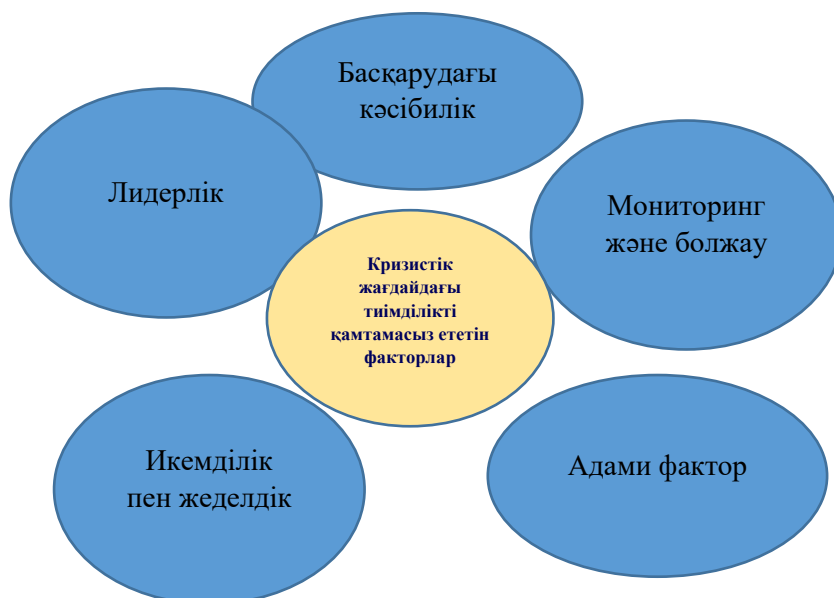 Басқарудағы
кәсібилік
Лидерлік
Мониторинг
және болжау
Кризистік
жағдайдағы
тиімділікті
қамтамасыз ететін
факторлар
Икемділік
пен жеделдік
Адами фактор